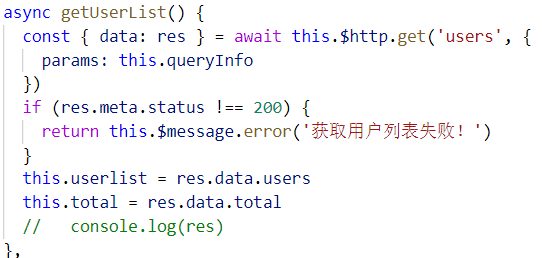 async getUserList() {
const { data: res } = await this.$http.get('users', {
params: this.queryInfo
})
if (res.meta.status !== 200) {
return this.$message.error('获取用户列表失败！')
}
this.userlist = res.data.users
this.total = res.data.total
//   console.log(res)
},